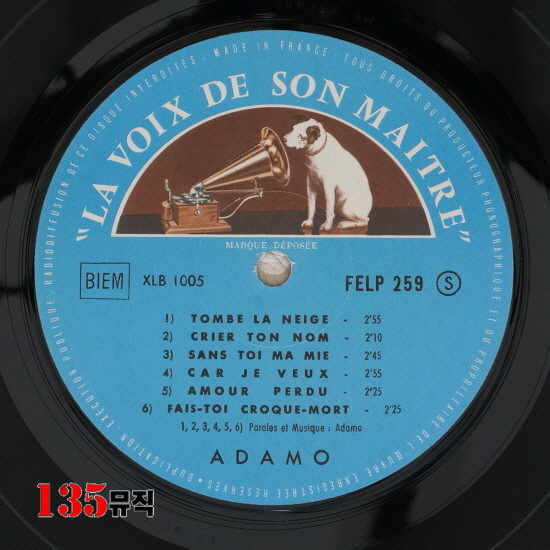 DUPLICATION · EXÉCUTION PUBLIQUE · RADIODIFFUSION DE CE DISQUE INTERDITES · MADE IN FRANCE · TOUS DROITS DU PRODUCTEUR PHONOGRAPHIQUE ET DU PROPRIETAIRE DE L'ŒUVRE ENREGISTREE RESERVES ·
"LA VOIX DE SON MAITRE"
MARQUE DÉPOSÉE
BIEM XLB 1005 FELP 259 S
1) TOMBE LA NEIGE - 2'55
2) CRIER TON NOM - 2'10
3) SANS TOI MA MIE - 2'45
4) CAR JE VEUX - 2'55
5) AMOUR PERDU - 2'25
6) FAIS-TOI CROQUE-MORT - 2'25
1, 2, 3, 4, 5, 6) Paroles et Musique : Adamo
ADAMO
135뮤직